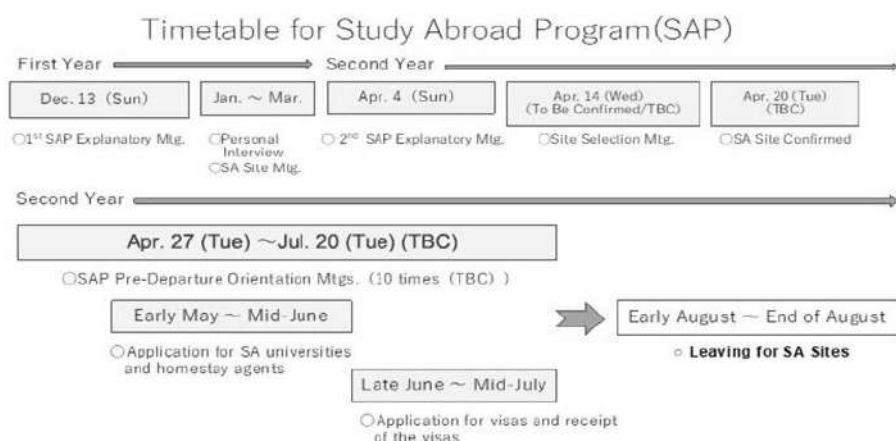 Timetable for Study Abroad Program(SAP)
First Year
Second Year
Dec. 13 (Sun)
○1st SAP Explanatory Mtg.
Jan. ～ Mar.
○Personal
Interview
○SA Site Mtg.
Apr. 4 (Sun)
○ 2nd SAP Explanatory Mtg.
Apr. 14 (Wed)
(To Be Confirmed/TBC)
○Site Selection Mtg.
Apr. 20 (Tue)
(TBC)
○SA Site Confirmed
Second Year
Apr. 27 (Tue) ～Jul. 20 (Tue) (TBC)
○SAP Pre-Departure Orientation Mtgs. (10 times (TBC) )
Early May ～ Mid-June
○Application for SA universities
and homestay agents
Late June ～ Mid-July
○Application for visas and receipt
of the visas
Early August ～ End of August
○ Leaving for SA Sites